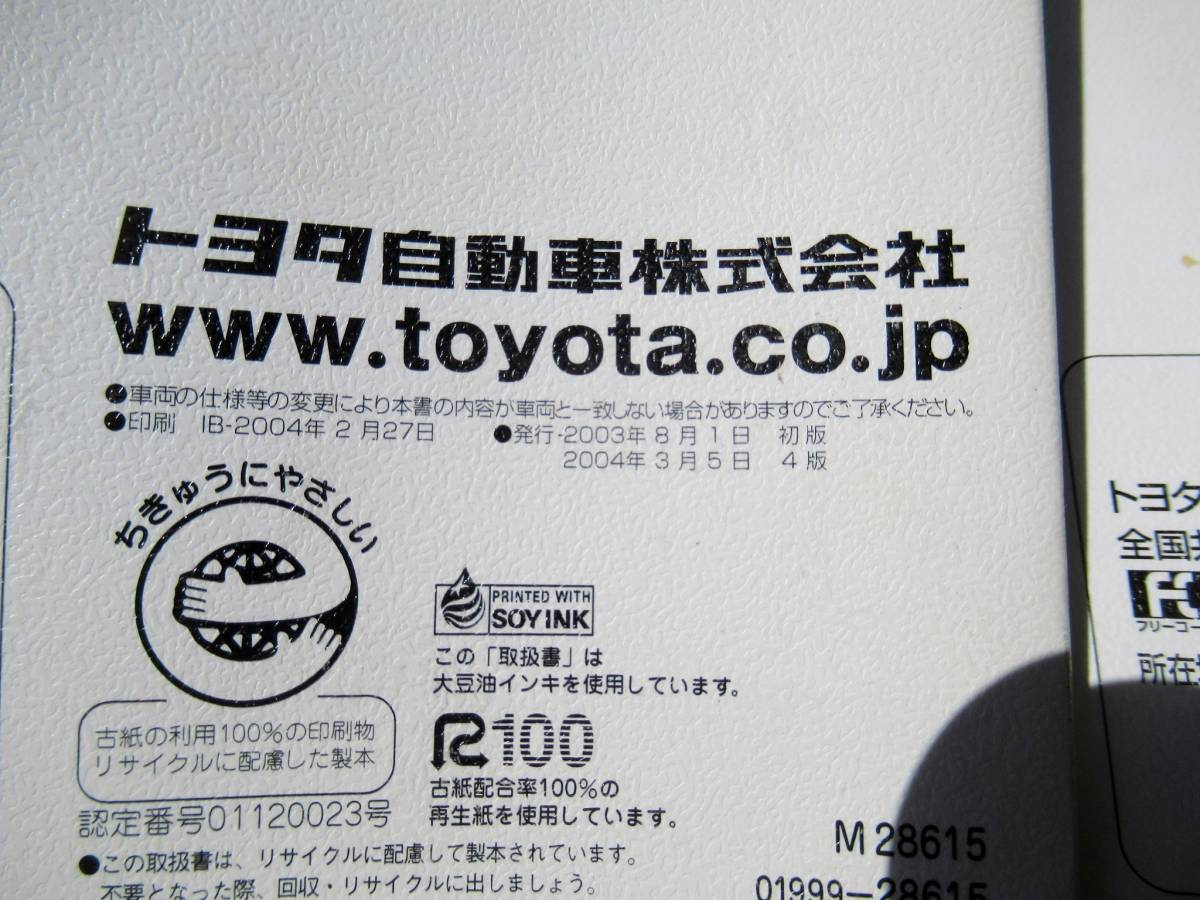 トヨタ自動車株式会社
www.toyota.co.jp
●車両の仕様等の変更により本書の内容が車両と一致しない場合がありますのでご了承ください。
●印刷 IB-2004年2月27日 ●発行-2003年8月1日 初版
2004年3月5日 4版
ちきゅうにやさしい
古紙の利用100%の印刷物
リサイクルに配慮した製本
認定番号01120023号
PRINTED WITH
SOY INK
この「取扱書」は
大豆油インキを使用しています。
R100
古紙配合率100%の
再生紙を使用しています。
●この取扱書は、リサイクルに配慮して製本されています。
不要となった際、回収・リサイクルに出しましょう。
M 28615
01999-28615
トヨタ
全国
フリーコー
所在